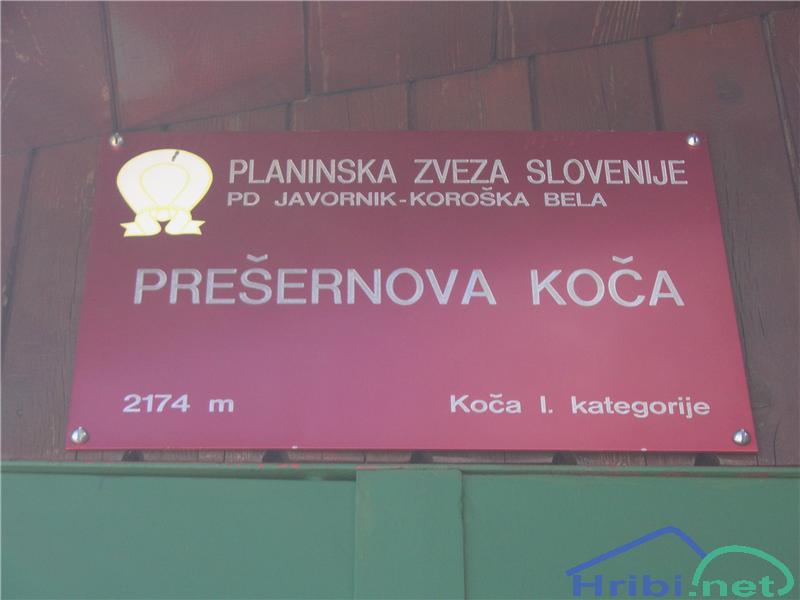 PLANINSKA ZVEZA SLOVENIJE
PD JAVORNIK-KOROŠKA BELA
PREŠERNOVA KOČA
2174 m
Koča I. kategorije
Hribi.net